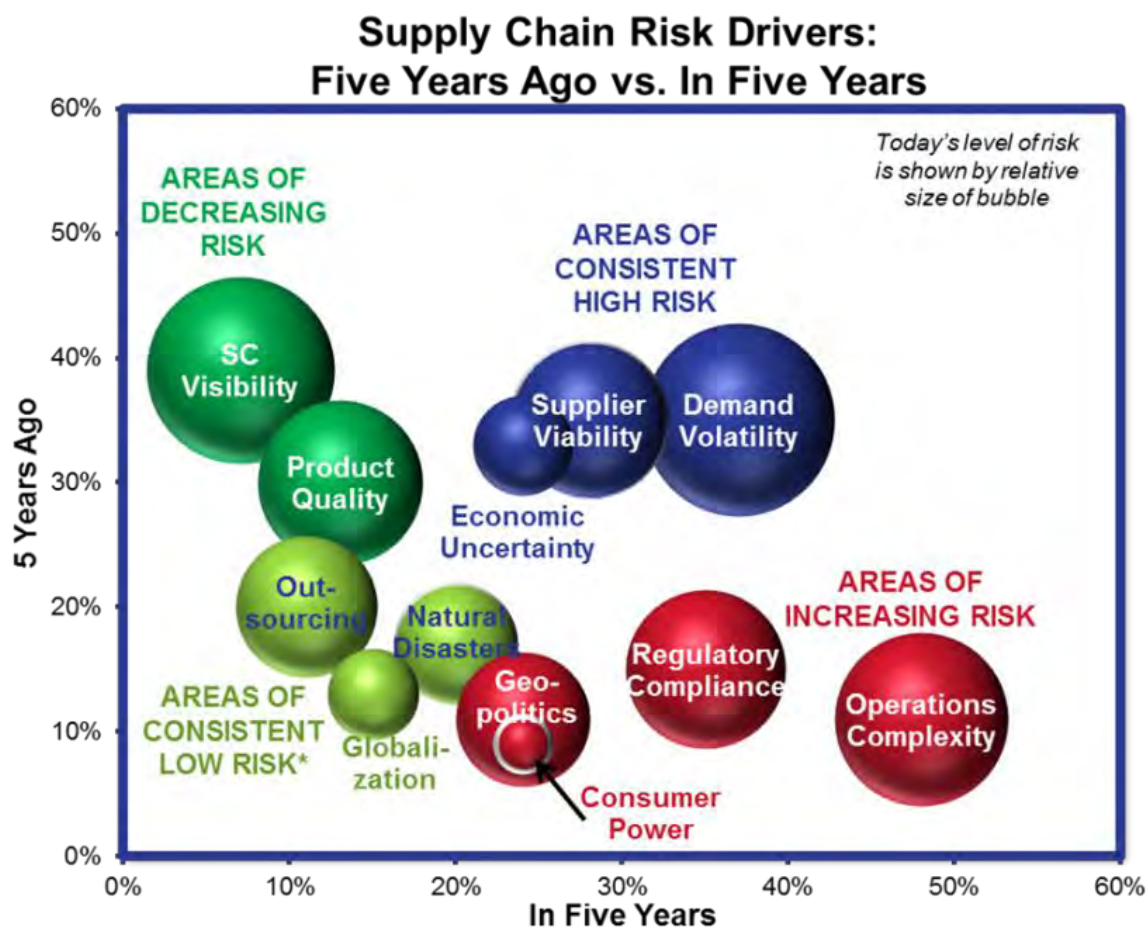 Supply Chain Risk Drivers:
Five Years Ago vs. In Five Years
60%
50%
40%
30%
20%
10%
0%
5 Years Ago
Today's level of risk
is shown by relative
size of bubble
AREAS OF
DECREASING
RISK
AREAS OF
CONSISTENT
HIGH RISK
SC
Visibility
Supplier
Viability
Demand
Volatility
Product
Quality
Economic
Uncertainty
Out-
sourcing
Natural
Disasters
AREAS OF
INCREASING RISK
Regulatory
Compliance
Geo-
politics
Operations
Complexity
AREAS OF
CONSISTENT
LOW RISK*
Globali-
zation
Consumer
Power
0%
10%
20%
30%
40%
50%
60%
In Five Years